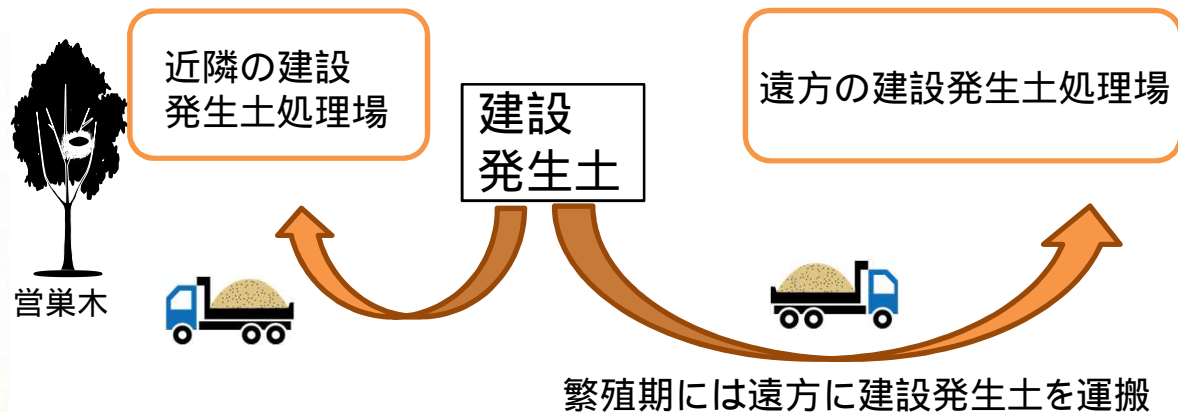 近隣の建設
発生土処理場
建設
発生土
遠方の建設発生土処理場
営巣木
繁殖期には遠方に建設発生土を運搬